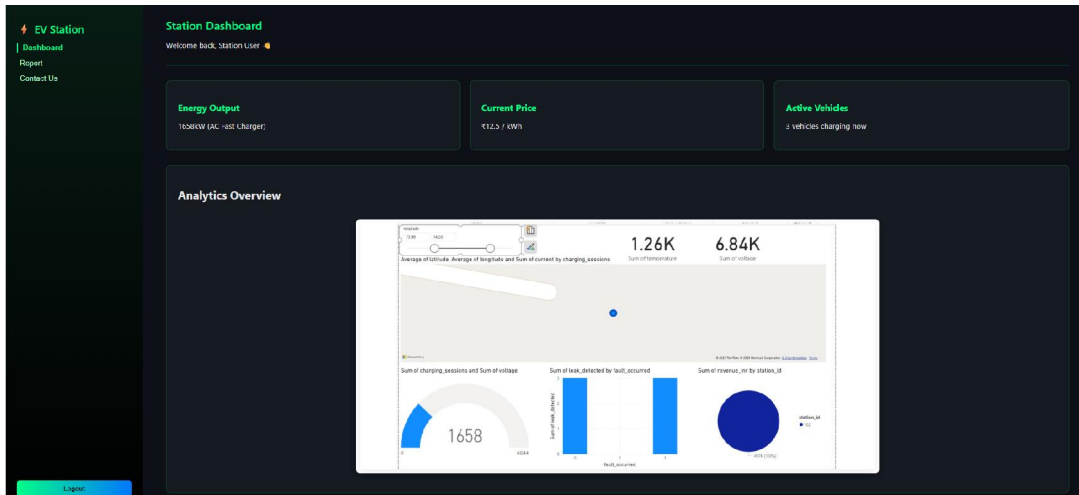 EV Station
Dashboard
Report
Contact Us
Logout
Station Dashboard
Welcome back, Station User 👋
Energy Output
1658kW (AC Fast Charger)
Current Price
₹12.5 / kWh
Active Vehicles
3 vehicles charging now
Analytics Overview
longitude
1.26K
Sum of temperature
6.84K
Sum of voltage
Average of latitude, Average of longitude and Sum of current by charging_sessions
Sum of charging_sessions and Sum of voltage
1658
0
Sum of leak_detected by fault_occurred
Sum of leak_detected
fault_occurred
Sum of revenue_inr by station_id
station_id